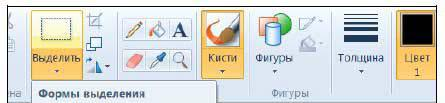 A
Выделить
Кисти
Фигуры
Толщина
Цвет
1
на
Формы выделения
Фигуры